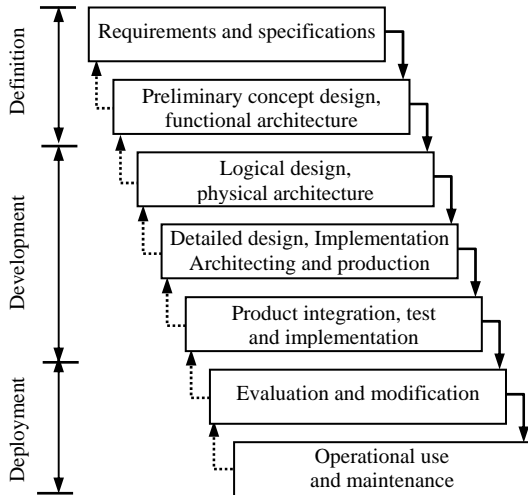 Definition
Requirements and specifications
Preliminary concept design,
functional architecture
Development
Logical design,
physical architecture
Detailed design, Implementation
Architecting and production
Product integration, test
and implementation
Deployment
Evaluation and modification
Operational use
and maintenance